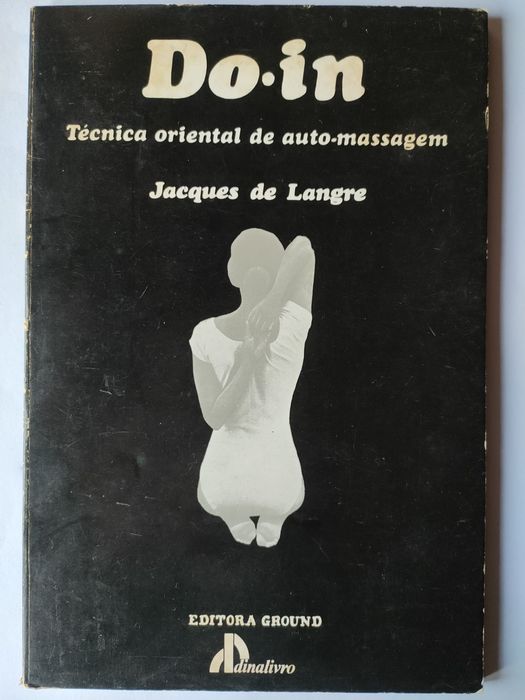 Do-in
Técnica oriental de auto-massagem
Jacques de Langre
EDITORA GROUND
dinalivro